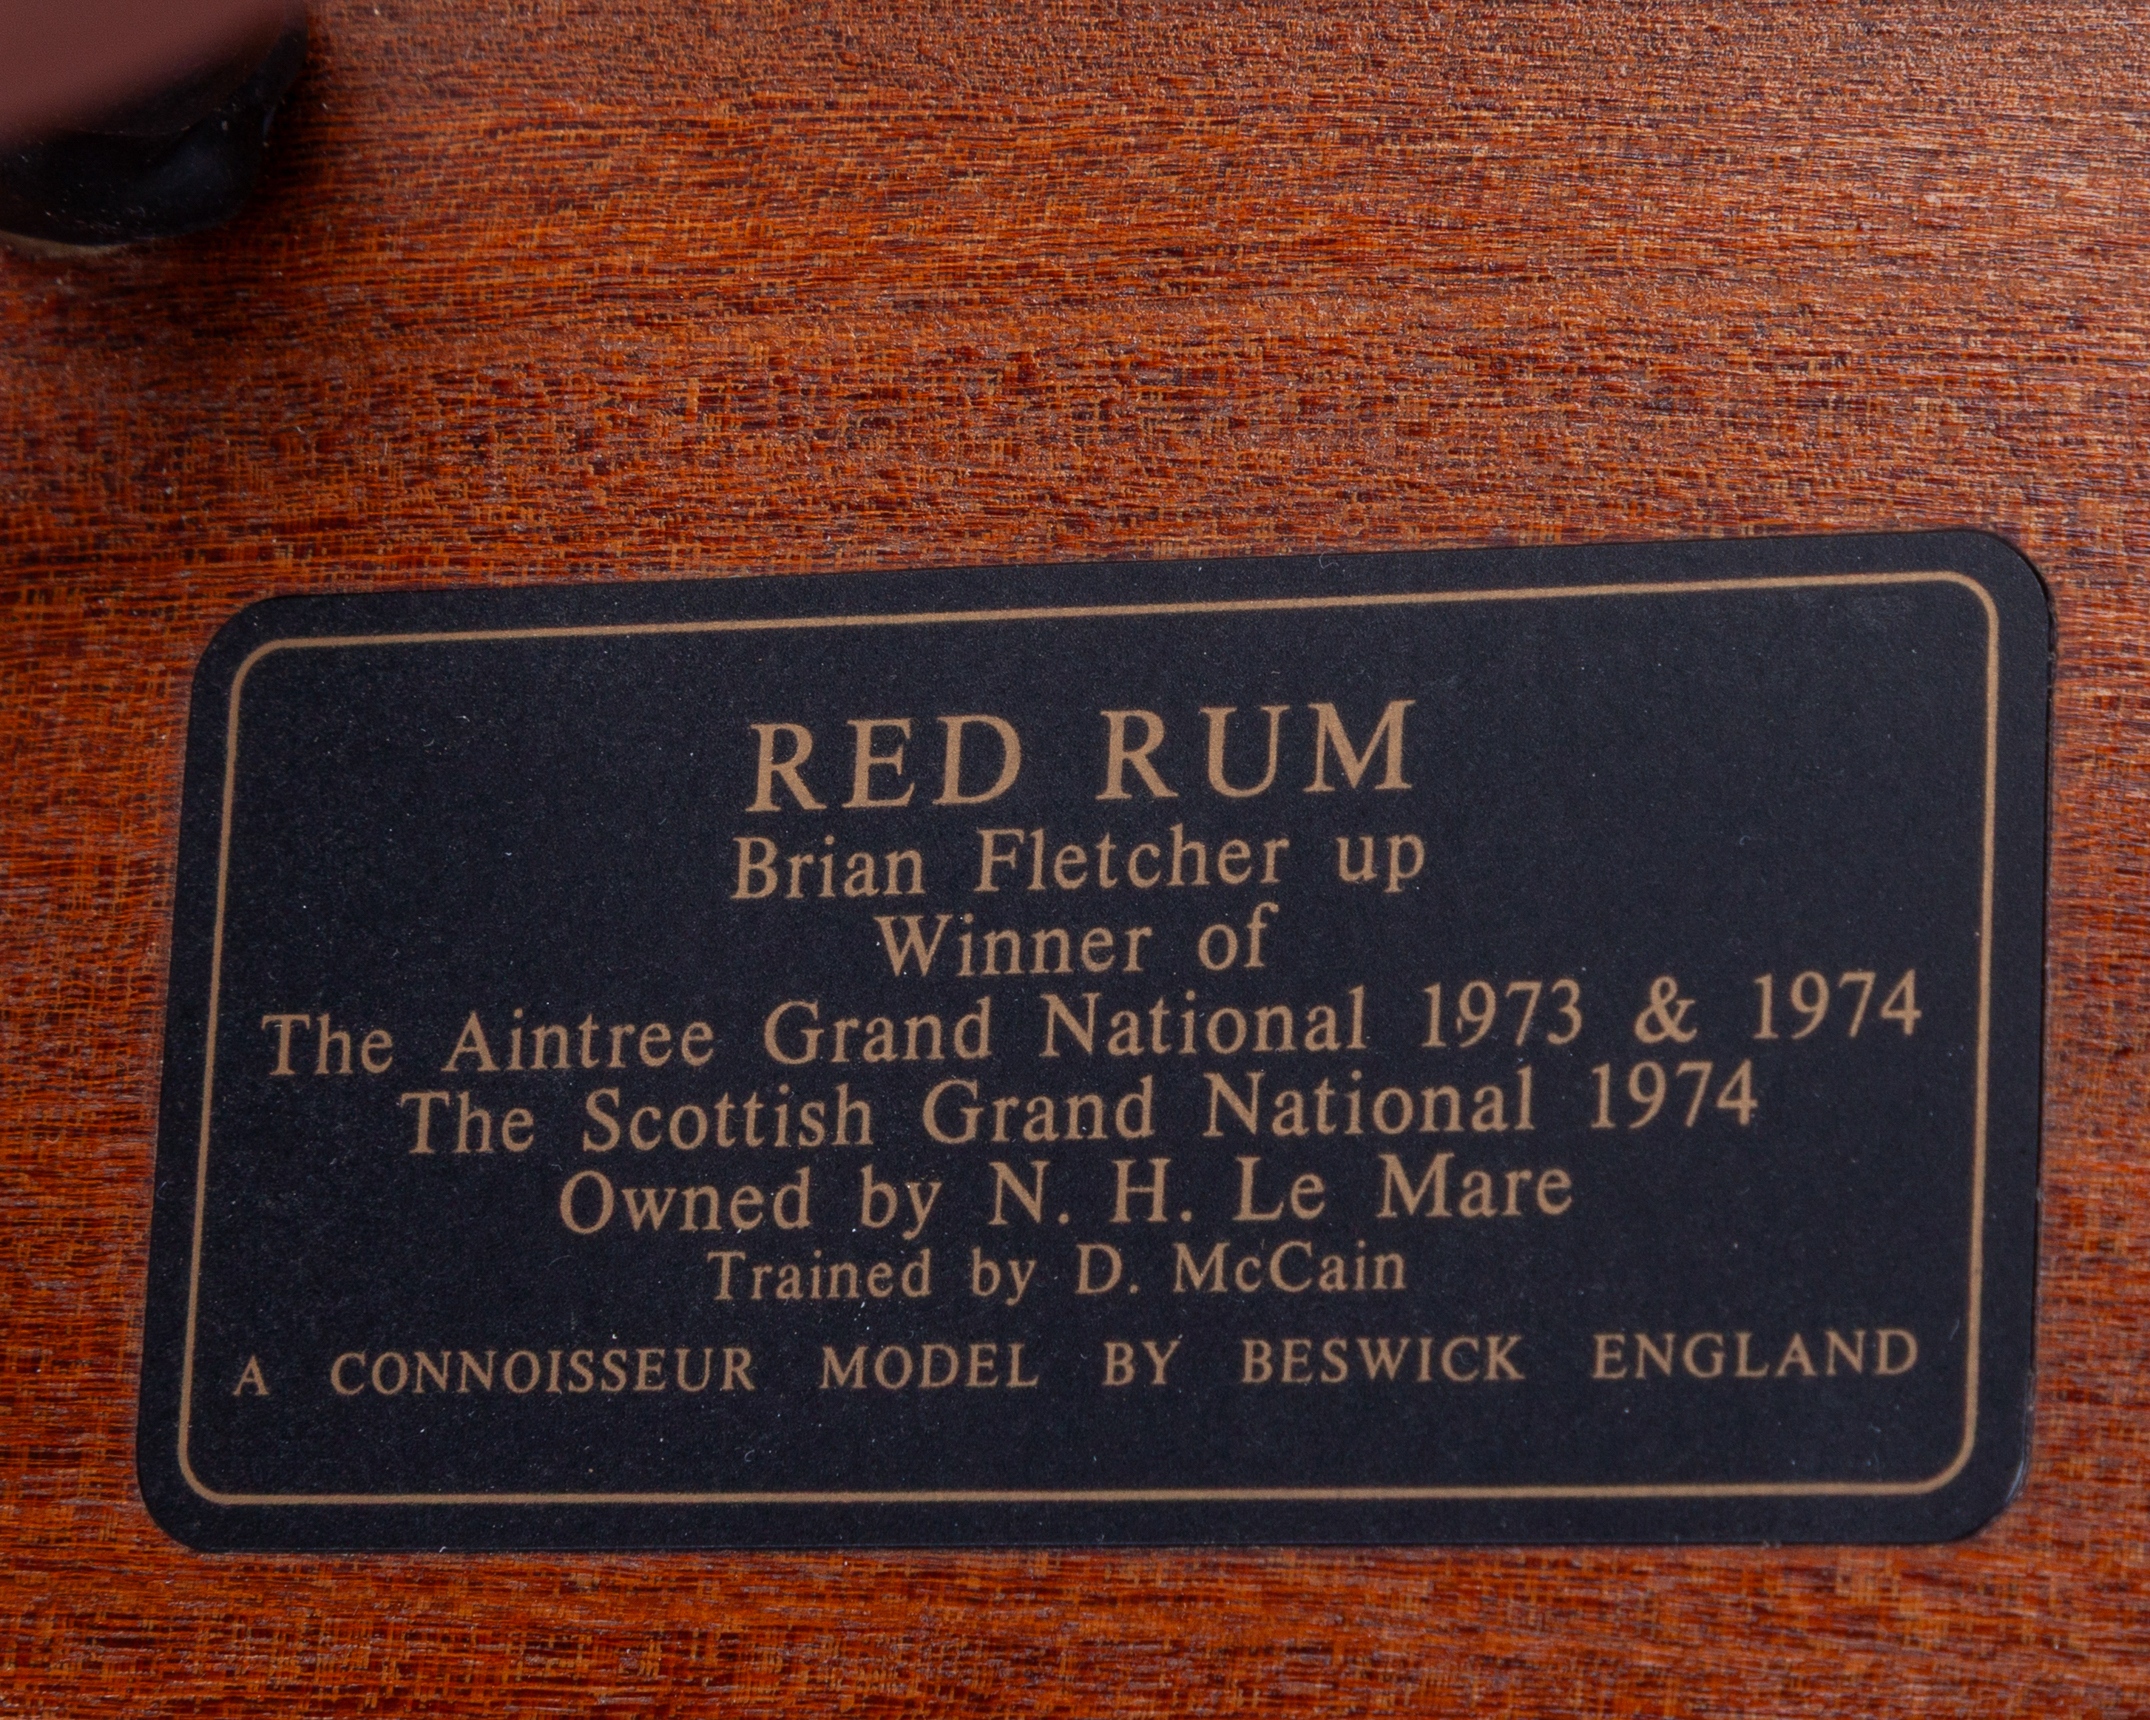 RED RUM
Brian Fletcher up
Winner of
The Aintree Grand National 1973 & 1974
The Scottish Grand National 1974
Owned by N. H. Le Mare
Trained by D. McCain
A CONNOISSEUR MODEL BY BESWICK ENGLAND